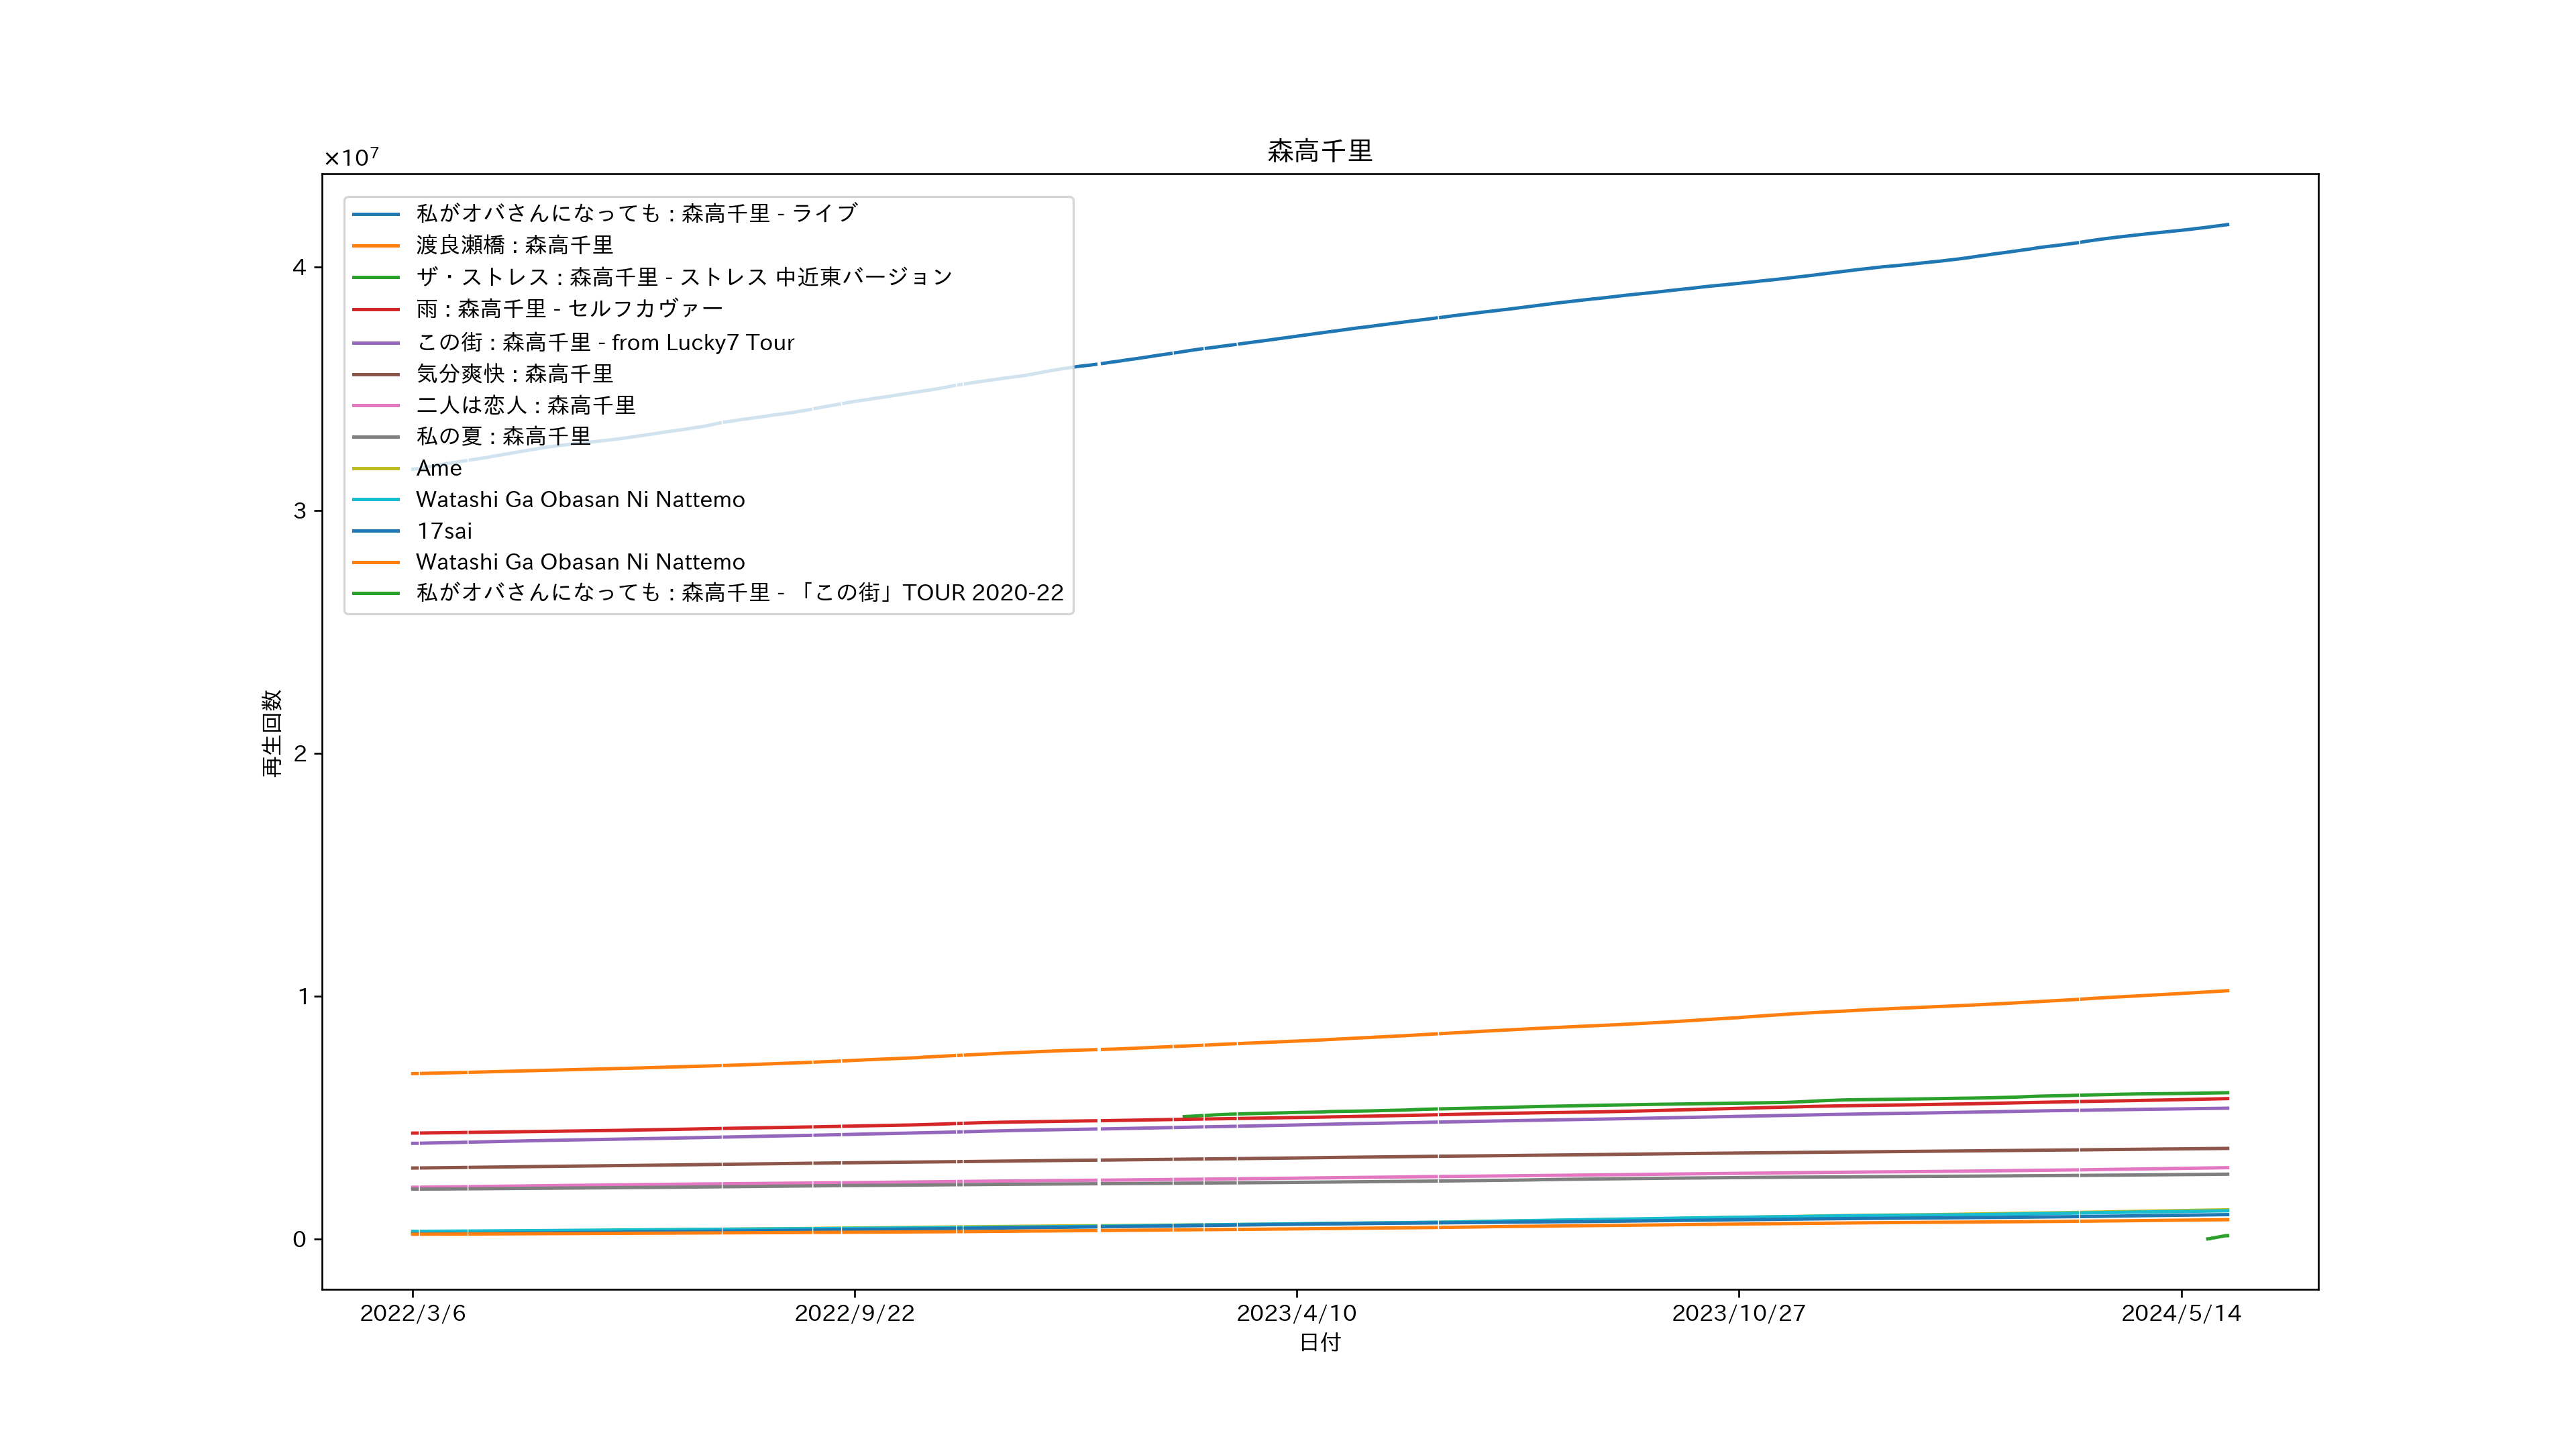 森高千里
×10⁷
私がオバさんになっても : 森高千里 - ライブ
渡良瀬橋 : 森高千里
ザ・ストレス : 森高千里 - ストレス 中近東バージョン
雨 : 森高千里 - セルフカヴァー
この街 : 森高千里 - from Lucky7 Tour
気分爽快 : 森高千里
二人は恋人 : 森高千里
私の夏 : 森高千里
Ame
Watashi Ga Obasan Ni Nattemo
17sai
Watashi Ga Obasan Ni Nattemo
私がオバさんになっても : 森高千里 - 「この街」TOUR 2020-22
4
3
2
1
0
再生回数
2022/3/6 2022/9/22 2023/4/10 2023/10/27 2024/5/14
日付